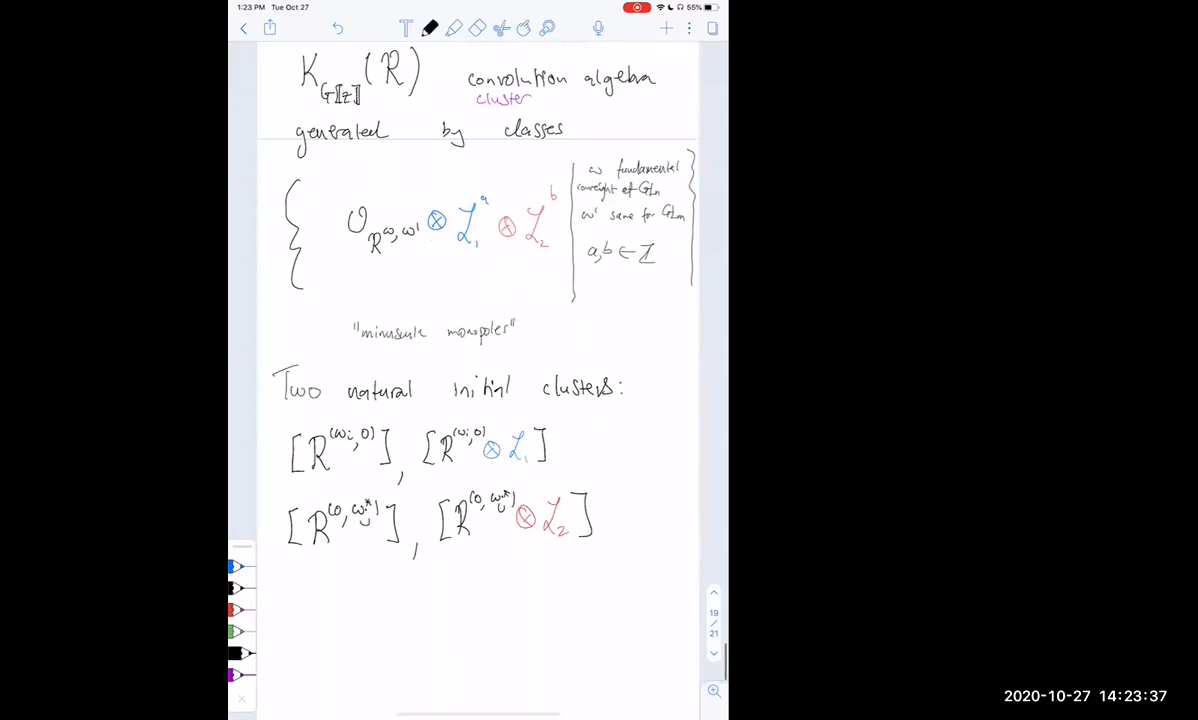 1:23 PM Tue Oct 27
55%
K_{G[[z]]}(R) convolution algebra
cluster
generated by classes
{ O_{R^{ω,ω'}} ⊗ L_1^a ⊗ L_2^b | ω fundamental
coweight of GL_n
ω' same for GL_m
a,b ∈ Z }
"minuscule monopoles"
Two natural initial clusters:
[R^{(ω_i,0)}], [R^{(ω_i,0)} ⊗ L_1]
[R^{(0,ω_i^*)}], [R^{(0,ω_i^*)} ⊗ L_2]
19
/
21
2020-10-27 14:23:37